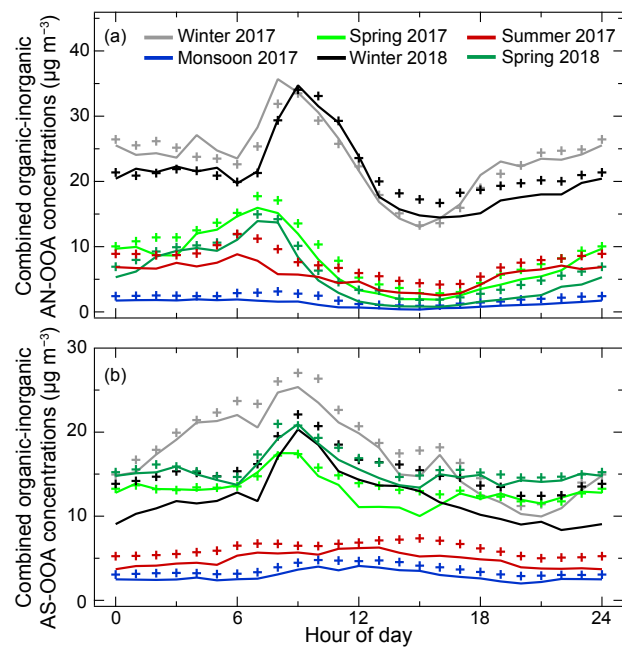 (a)
Winter 2017
Spring 2017
Summer 2017
Monsoon 2017
Winter 2018
Spring 2018
40
30
20
10
0
Combined organic-inorganic
AN-OOA concentrations (µg m⁻³)
(b)
30
20
10
0
Combined organic-inorganic
AS-OOA concentrations (µg m⁻³)
0
6
12
18
24
Hour of day